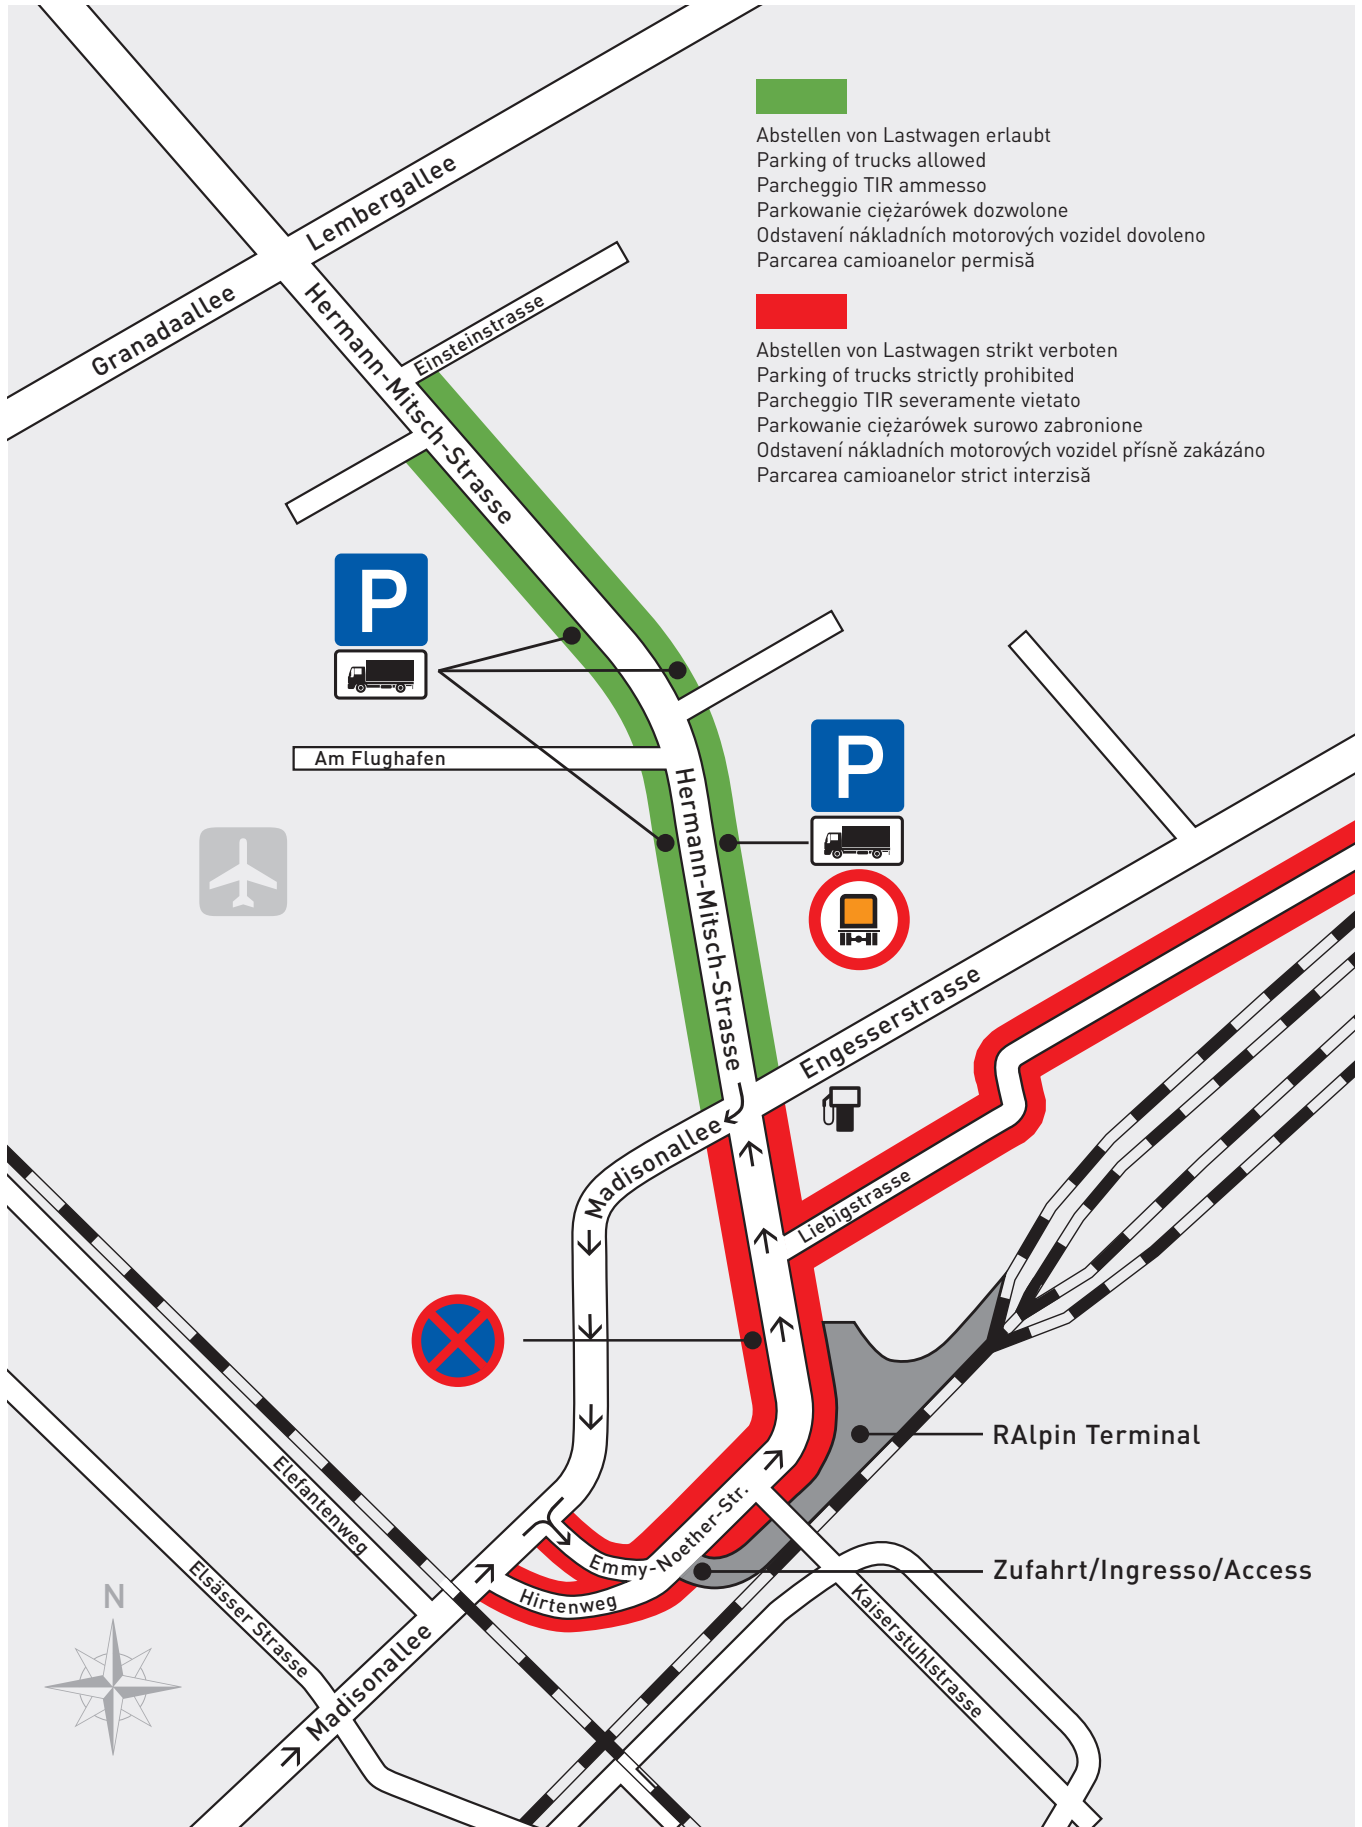 Abstellen von Lastwagen erlaubt
Parking of trucks allowed
Parcheggio TIR ammesso
Parkowanie ciężarówek dozwolone
Odstavení nákladních motorových vozidel dovoleno
Parcarea camioanelor permisă
Abstellen von Lastwagen strikt verboten
Parking of trucks strictly prohibited
Parcheggio TIR severamente vietato
Parkowanie ciężarówek surowo zabronione
Odstavení nákladních motorových vozidel přísně zakázáno
Parcarea camioanelor strict interzisă
Lembergallee
Granadaallee
Hermann-Mitsch-Strasse
Einsteinstrasse
P
Am Flughafen
P
Hermann-Mitsch-Strasse
Engesserstrasse
Madisonallee
Liebigstrasse
RAlpin Terminal
Elefantenweg
Emmy-Noether-Str.
Zufahrt/Ingresso/Access
Hirtenweg
Elsässer Strasse
Kaiserstuhlstrasse
Madisonallee
N